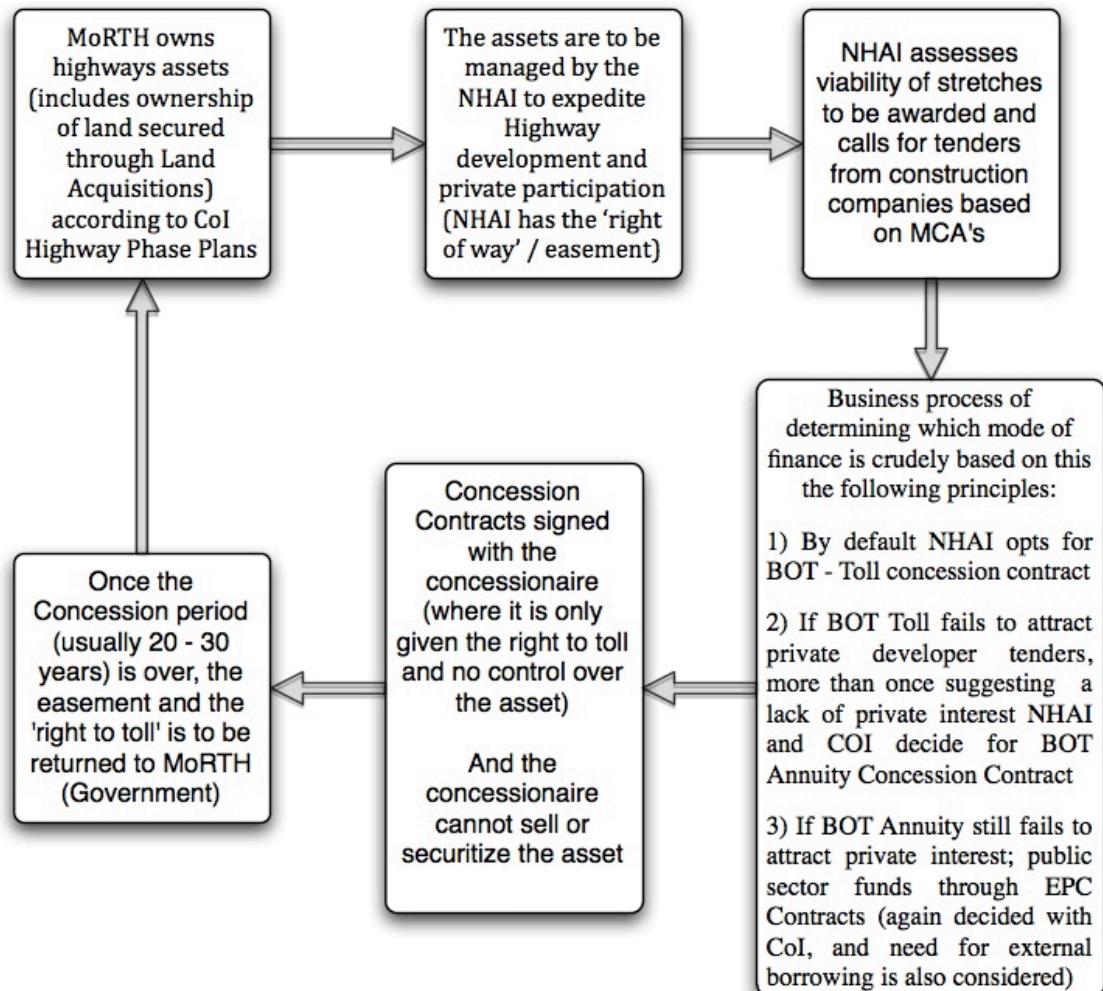 MoRTH owns
highways assets
(includes ownership
of land secured
through Land
Acquisitions)
according to CoI
Highway Phase Plans
The assets are to be
managed by the
NHAI to expedite
Highway
development and
private participation
(NHAI has the ‘right
of way’ / easement)
NHAI assesses
viability of stretches
to be awarded and
calls for tenders
from construction
companies based
on MCA's
Business process of
determining which mode of
finance is crudely based on this
the following principles:
1) By default NHAI opts for
BOT - Toll concession contract
2) If BOT Toll fails to attract
private developer tenders,
more than once suggesting a
lack of private interest NHAI
and COI decide for BOT
Annuity Concession Contract
3) If BOT Annuity still fails to
attract private interest; public
sector funds through EPC
Contracts (again decided with
CoI, and need for external
borrowing is also considered)
Concession
Contracts signed
with the
concessionaire
(where it is only
given the right to toll
and no control over
the asset)
And the
concessionaire
cannot sell or
securitize the asset
Once the
Concession period
(usually 20 - 30
years) is over, the
easement and the
'right to toll' is to be
returned to MoRTH
(Government)